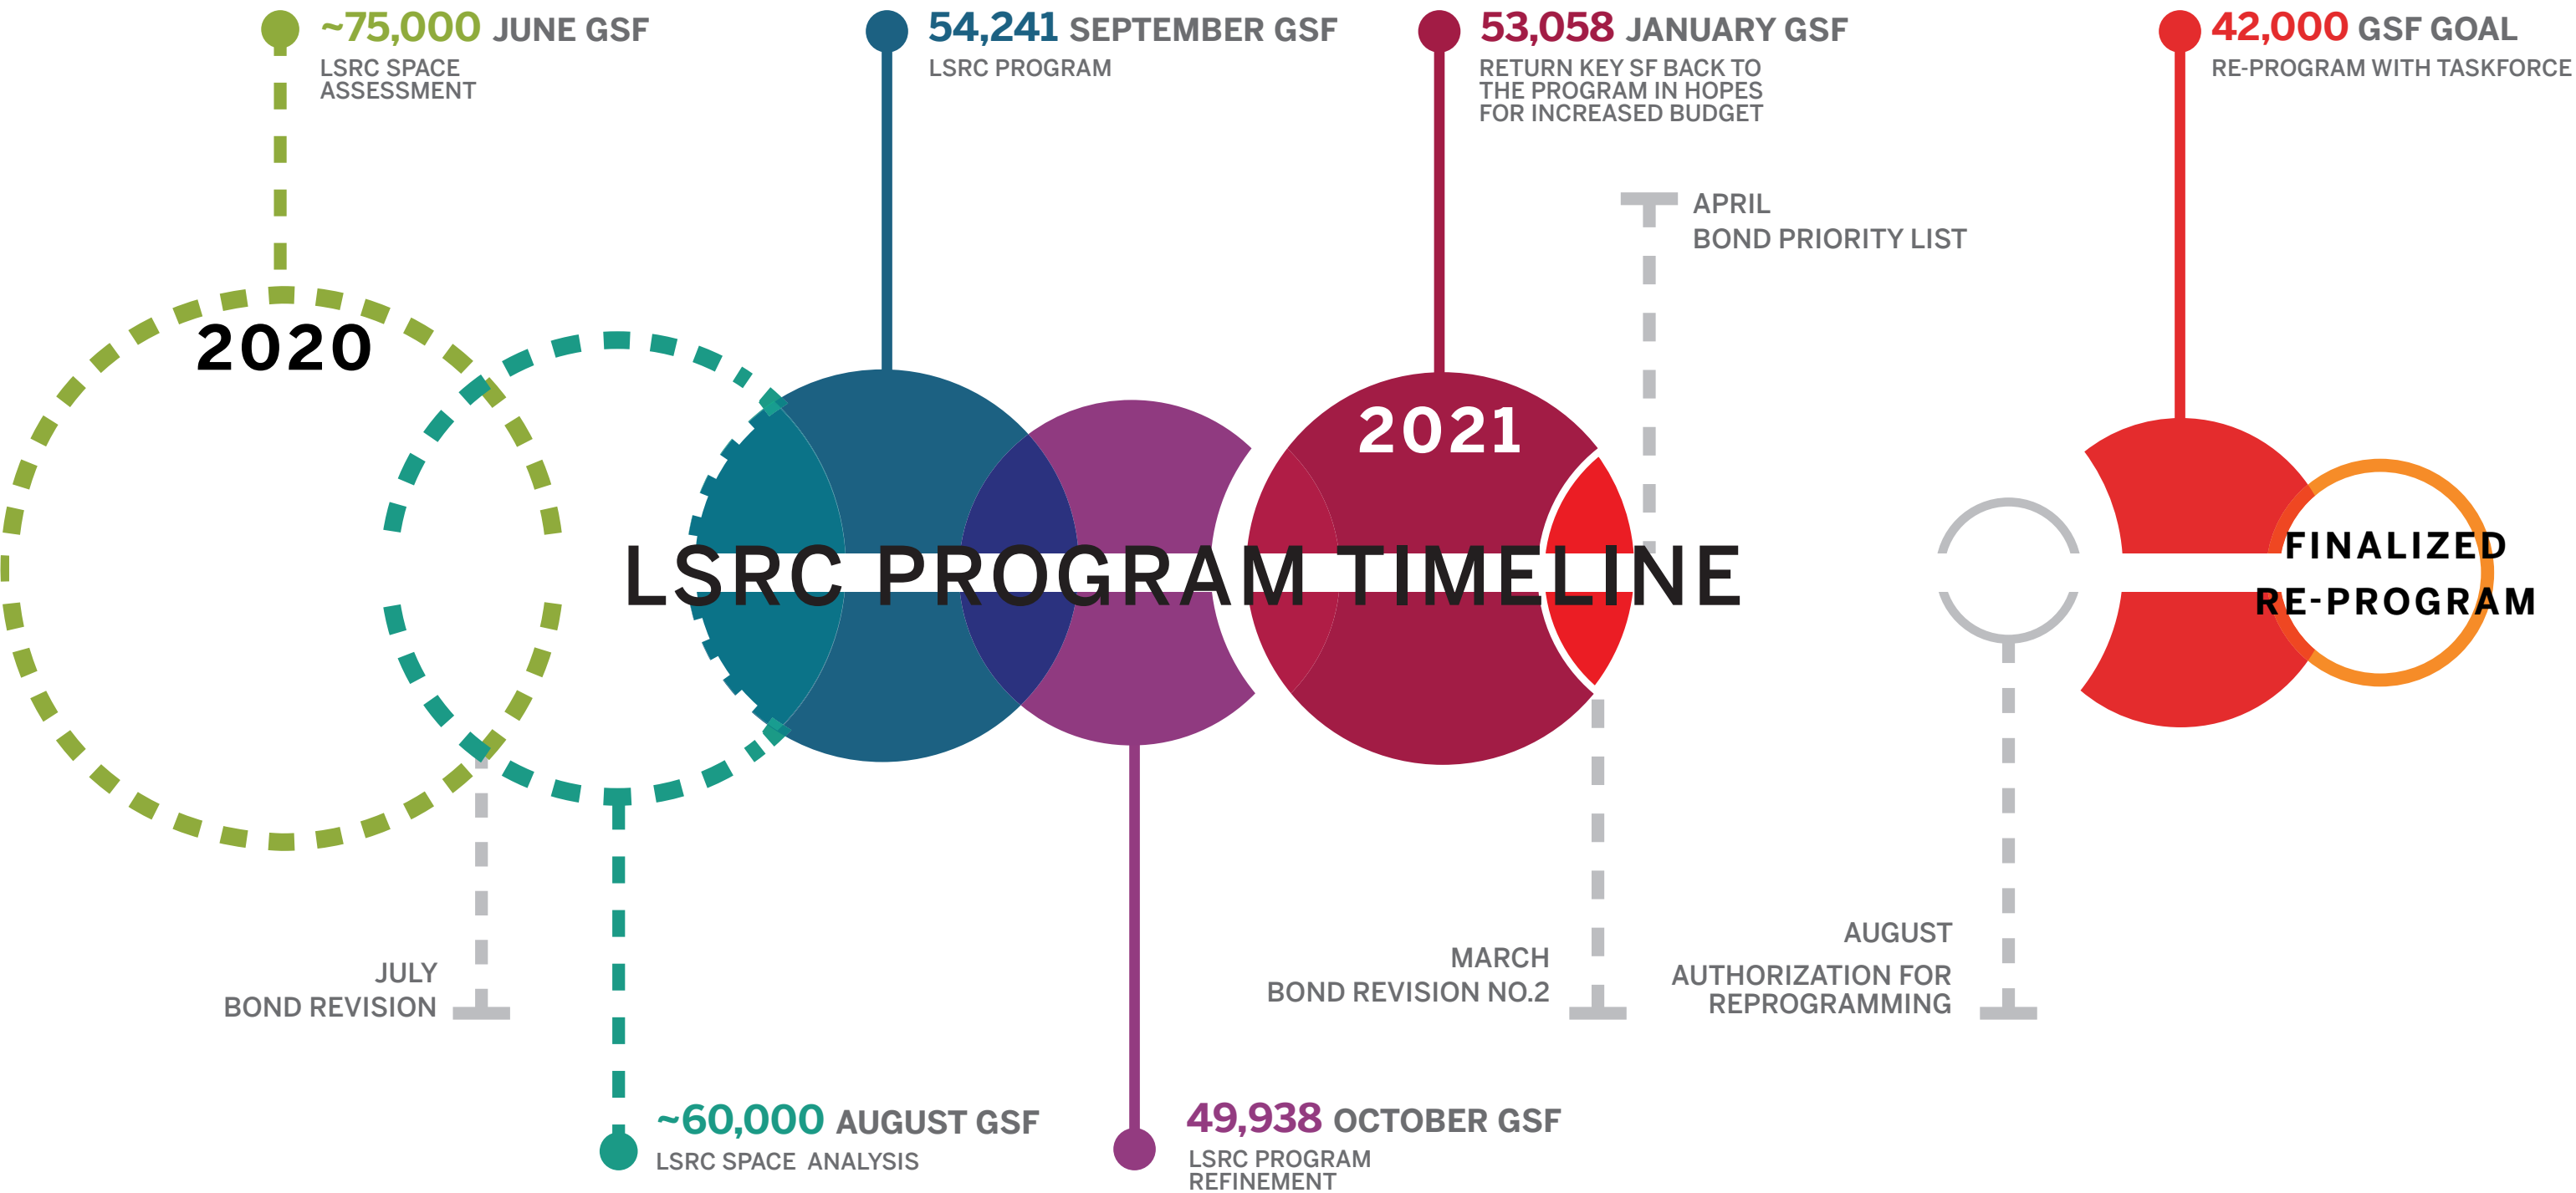 ~75,000 JUNE GSF
LSRC SPACE
ASSESSMENT
54,241 SEPTEMBER GSF
LSRC PROGRAM
53,058 JANUARY GSF
RETURN KEY SF BACK TO
THE PROGRAM IN HOPES
FOR INCREASED BUDGET
42,000 GSF GOAL
RE-PROGRAM WITH TASKFORCE
APRIL
BOND PRIORITY LIST
2020
2021
LSRC PROGRAM TIMELINE
FINALIZED
RE-PROGRAM
JULY
BOND REVISION
MARCH
BOND REVISION NO.2
AUGUST
AUTHORIZATION FOR
REPROGRAMMING
~60,000 AUGUST GSF
LSRC SPACE ANALYSIS
49,938 OCTOBER GSF
LSRC PROGRAM
REFINEMENT